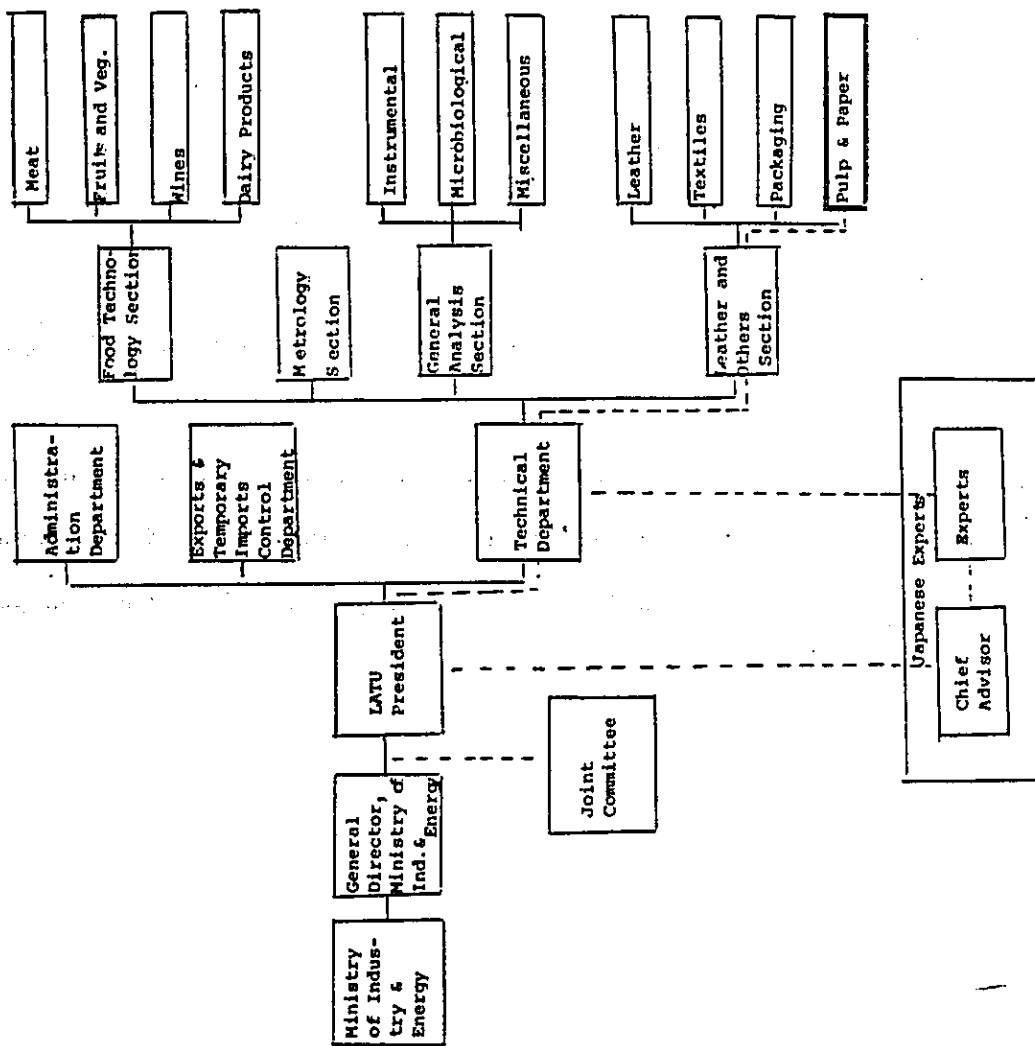 Ministry
of Indus-
try &
Energy
General
Director,
Ministry of
Ind.& Energy
LATU
President
Joint
Committee
Administra-
tion
Department
Exports &
Temporary
Imports
Control
Department
Technical
Department
Food Techno-
logy Section
Metrology
Section
General
Analysis
Section
Leather and
Others
Section
Meat
Fruits and Veg.
Wines
Dairy Products
Instrumental
Microbiological
Miscellaneous
Leather
Textiles
Packaging
Pulp & Paper
Japanese Experts
Chief
Advisor
Experts